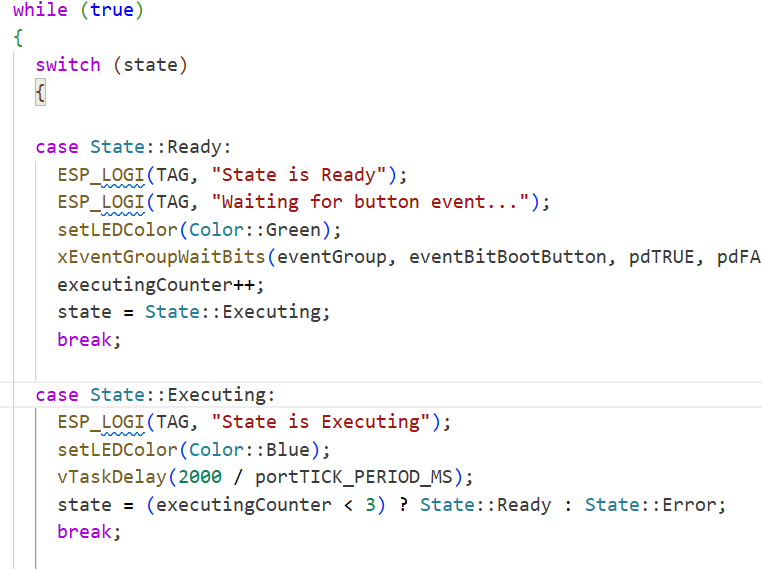 while (true)
{
switch (state)
{
case State::Ready:
ESP_LOGI(TAG, "State is Ready");
ESP_LOGI(TAG, "Waiting for button event...");
setLEDColor(Color::Green);
xEventGroupWaitBits(eventGroup, eventBitBootButton, pdTRUE, pdFA
executingCounter++;
state = State::Executing;
break;
case State::Executing:
ESP_LOGI(TAG, "State is Executing");
setLEDColor(Color::Blue);
vTaskDelay(2000 / portTICK_PERIOD_MS);
state = (executingCounter < 3) ? State::Ready : State::Error;
break;